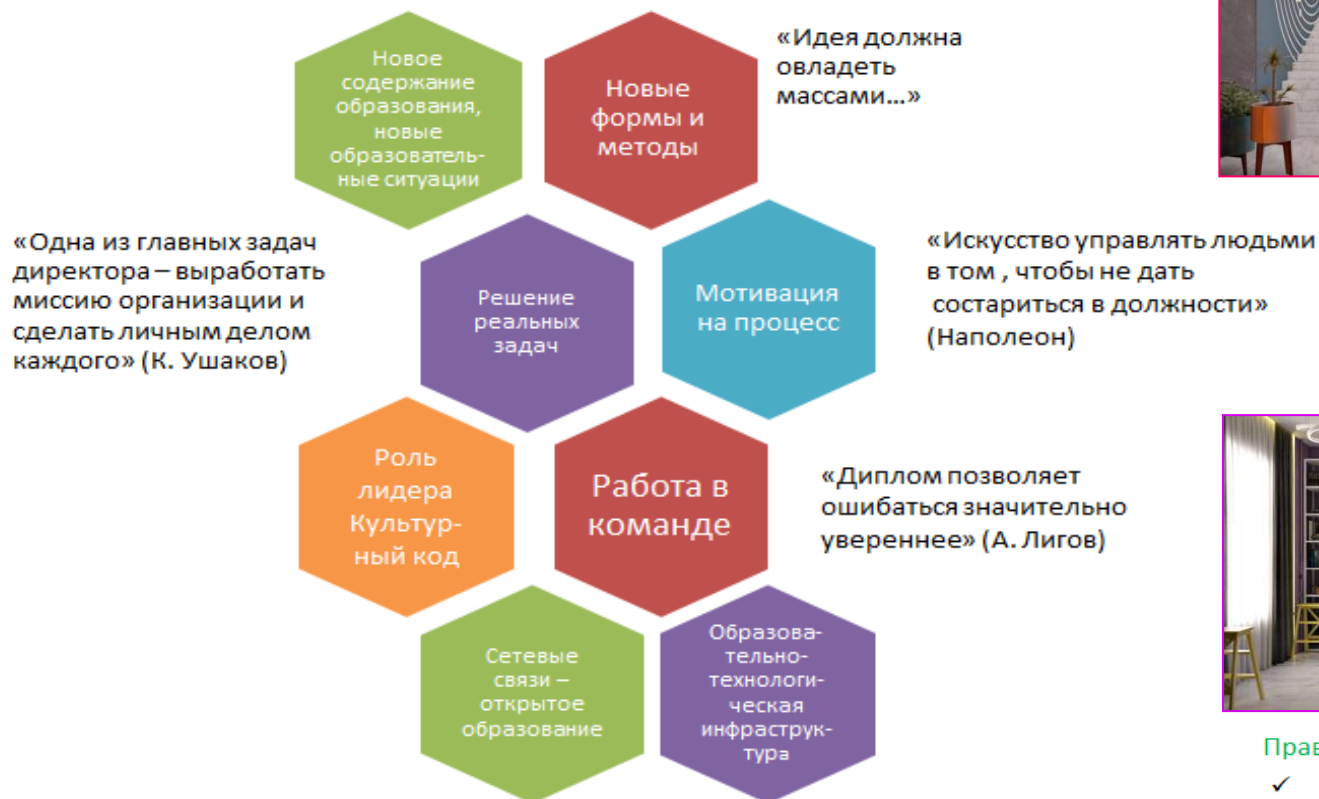 Новое
содержание
образования,
новые
образователь-
ные ситуации
Новые
формы и
методы
«Идея должна
овладеть
массами...»
«Одна из главных задач
директора – выработать
миссию организации и
сделать личным делом
каждого» (К. Ушаков)
Решение
реальных
задач
Мотивация
на процесс
«Искусство управлять людьми
в том , чтобы не дать
состариться в должности»
(Наполеон)
Роль
лидера
Культур-
ный код
Работа в
команде
«Диплом позволяет
ошибаться значительно
увереннее» (А. Лигов)
Сетевые
связи –
открытое
образование
Образова-
тельно-
технологи-
ческая
инфраструк-
тура
Прав
✓